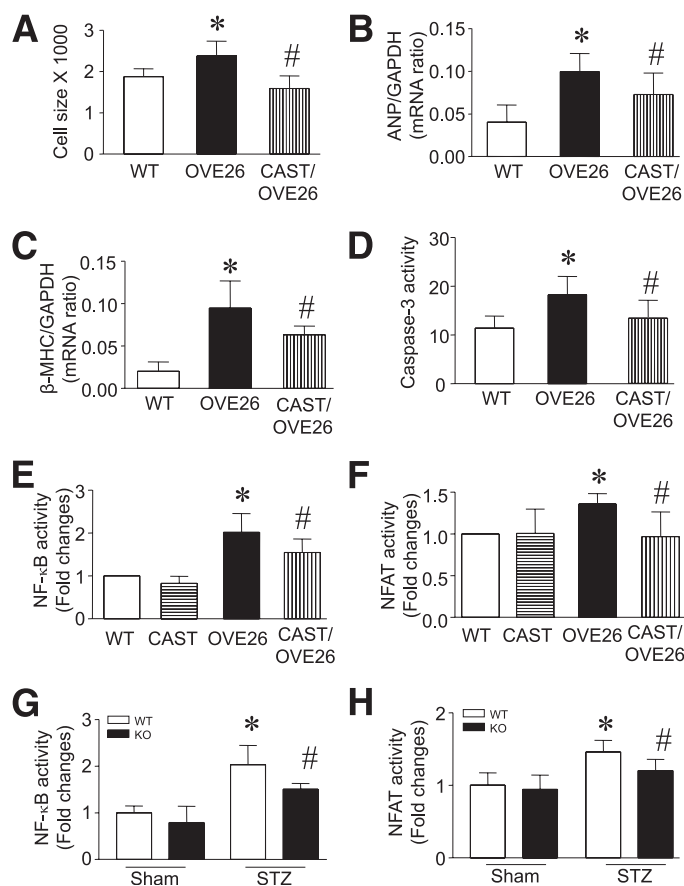 A
Cell size X 1000
3
2
1
0
*
#
WT
OVE26
CAST/
OVE26
B
ANP/GAPDH
(mRNA ratio)
0.15
0.10
0.05
0.00
*
#
WT
OVE26
CAST/
OVE26
C
β-MHC/GAPDH
(mRNA ratio)
0.15
0.10
0.05
0.00
*
#
WT
OVE26
CAST/
OVE26
D
Caspase-3 activity
30
20
10
0
*
#
WT
OVE26
CAST/
OVE26
E
NF-κB activity
(Fold changes)
3
2
1
0
*
#
WT
CAST
OVE26
CAST/
OVE26
F
NFAT activity
(Fold changes)
1.5
1.0
0.5
0.0
*
#
WT
CAST
OVE26
CAST/
OVE26
G
NF-κB activity
(Fold changes)
3
2
1
0
WT
KO
*
#
Sham
STZ
H
NFAT activity
(Fold changes)
2
1
0
WT
KO
*
#
Sham
STZ